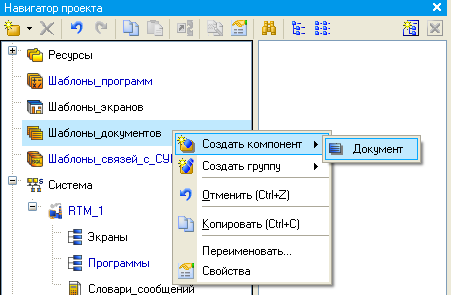 Навигатор проекта
Ресурсы
Шаблоны_программ
Шаблоны_экранов
Шаблоны_документов
Создать компонент
Документ
Шаблоны_связей_с_СУ
Создать группу
Система
Отменить (Ctrl+Z)
RTM_1
Копировать (Ctrl+C)
Экраны
Переименовать...
Программы
Свойства
Словари_сообщений